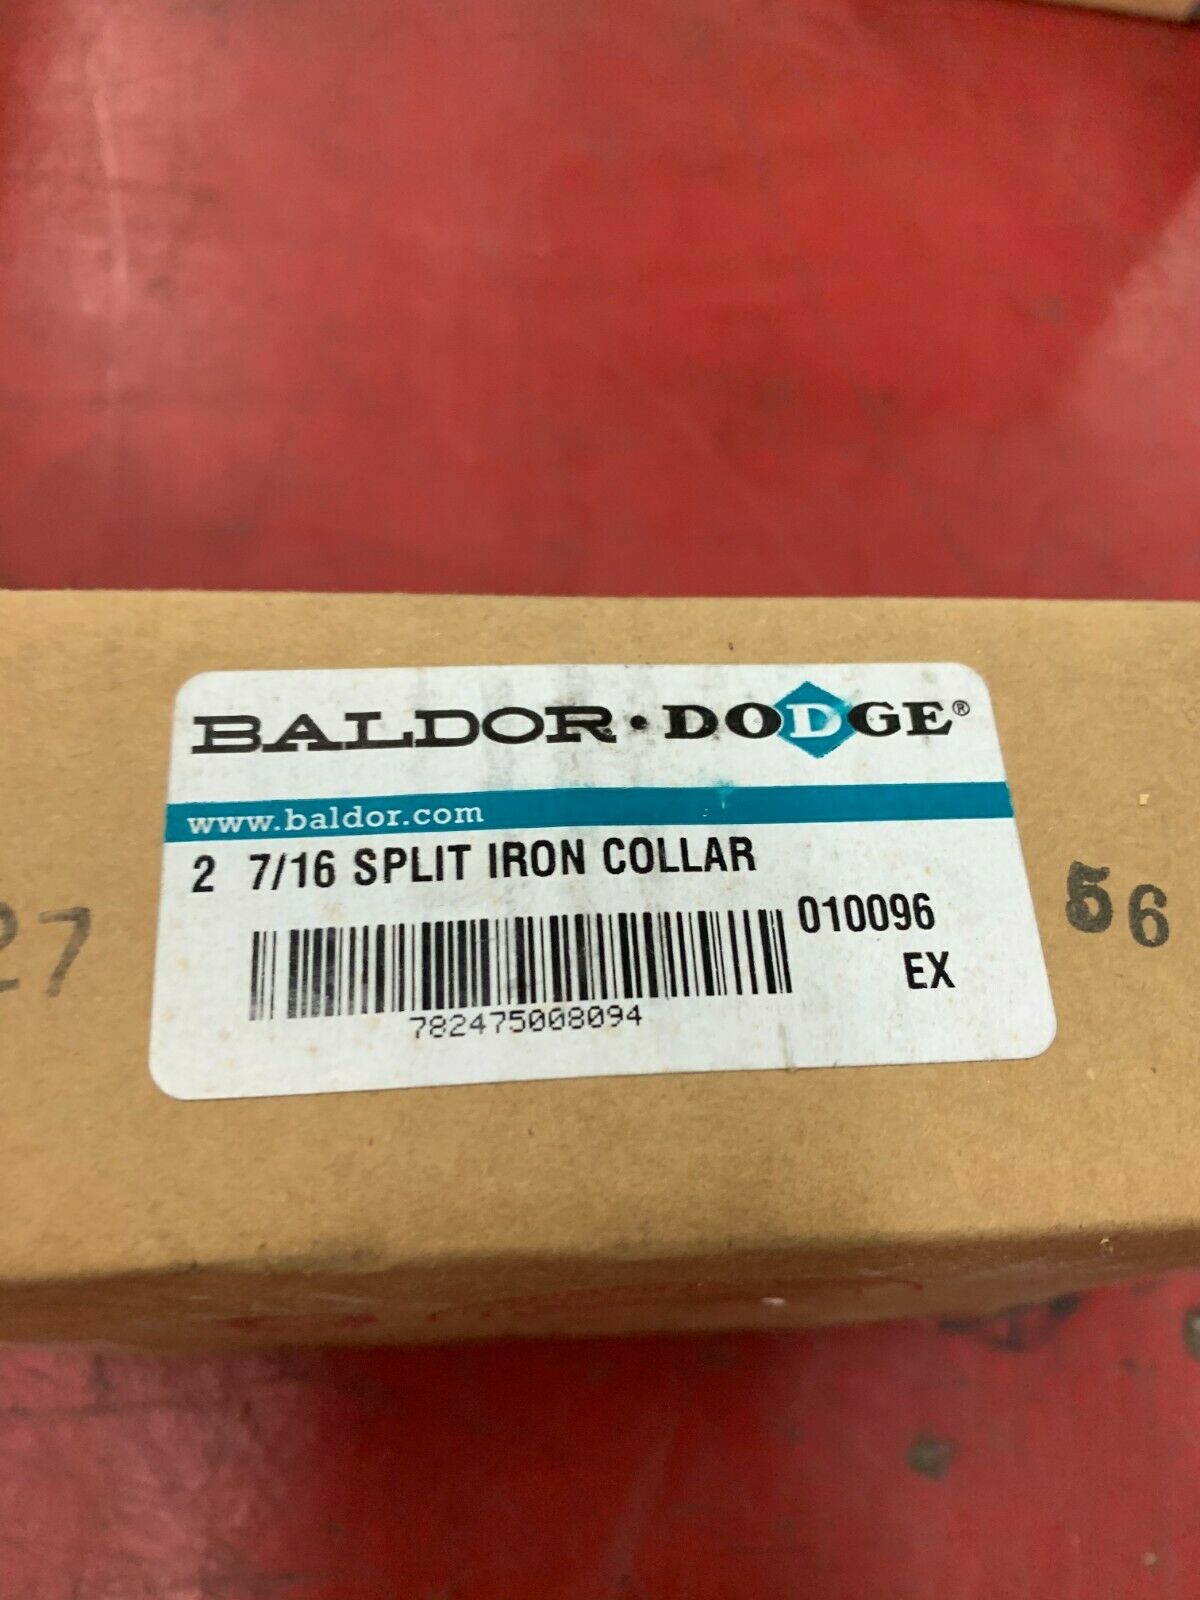 BALDOR · DODGE®
www.baldor.com
2 7/16 SPLIT IRON COLLAR
010096
EX
782475008094
27
56